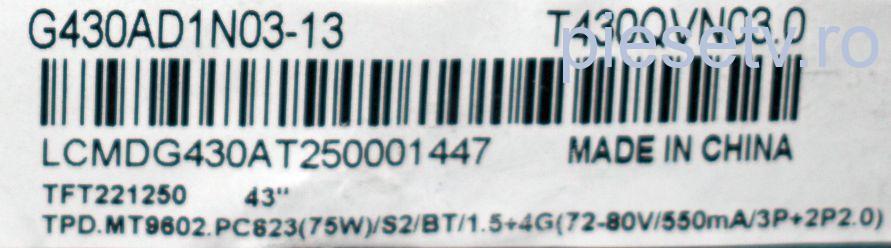 G430AD1N03-13 T430QVN03.0
piesetv.ro
LCMDG430AT250001447 MADE IN CHINA
TFT221250 43"
TPD.MT9602.PC823(75W)/S2/BT/1.5+4G(72-80V/550mA/3P+2P2.0)